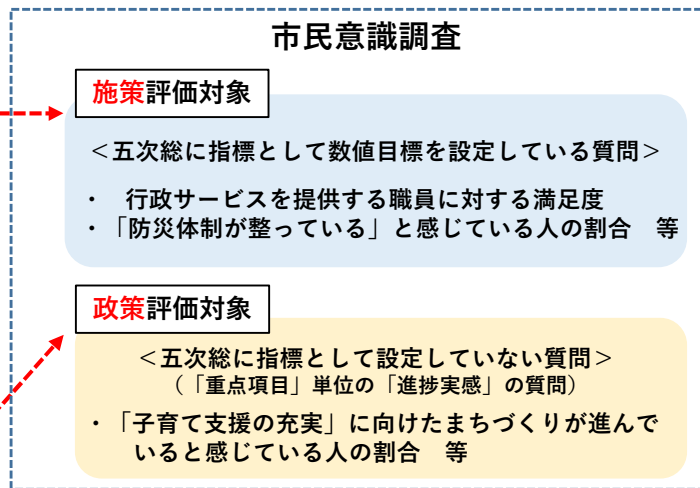 市民意識調査
施策評価対象
＜五次総に指標として数値目標を設定している質問＞
・　行政サービスを提供する職員に対する満足度
・「防災体制が整っている」と感じている人の割合　等
政策評価対象
＜五次総に指標として設定していない質問＞
（「重点項目」単位の「進捗実感」の質問）
・「子育て支援の充実」に向けたまちづくりが進んで
いると感じている人の割合　等